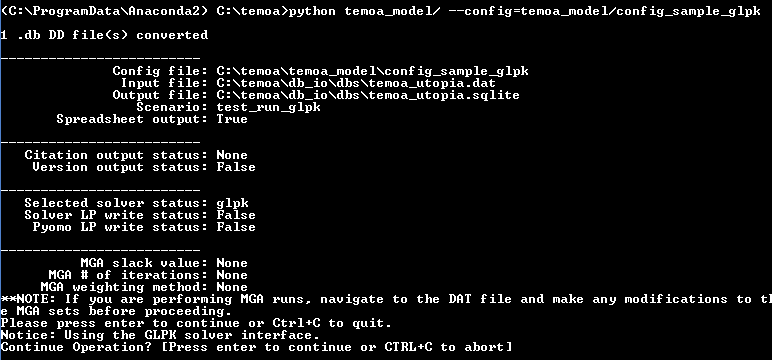 (C:\ProgramData\Anaconda2) C:\temoa>python temoa_model/ --config=temoa_model/config_sample_glpk
1 .db DD file(s) converted
-------------------------
Config file: C:\temoa\temoa_model\config_sample_glpk
Input file: C:\temoa\db_io\dbs\temoa_utopia.dat
Output file: C:\temoa\db_io\dbs\temoa_utopia.sqlite
Scenario: test_run_glpk
Spreadsheet output: True
-------------------------
Citation output status: None
Version output status: False
-------------------------
Selected solver status: glpk
Solver LP write status: False
Pyomo LP write status: False
-------------------------
MGA slack value: None
MGA # of iterations: None
MGA weighting method: None
**NOTE: If you are performing MGA runs, navigate to the DAT file and make any modifications to th
e MGA sets before proceeding.
Please press enter to continue or Ctrl+C to quit.
Notice: Using the GLPK solver interface.
Continue Operation? [Press enter to continue or CTRL+C to abort]